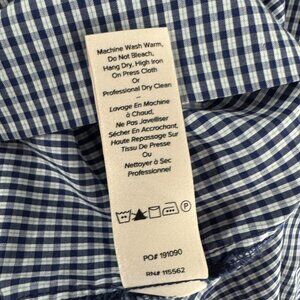 Machine Wash Warm,
Do Not Bleach,
Hang Dry, High Iron
On Press Cloth
Or
Professional Dry Clean
Lavage En Machine
à Chaud,
Ne Pas Javelliser
Sécher En Accrochant,
Haute Repassage Sur
Tissu De Presse
Ou
Nettoyer à Sec
Professionnel
P
PO# 191090
RN# 115562